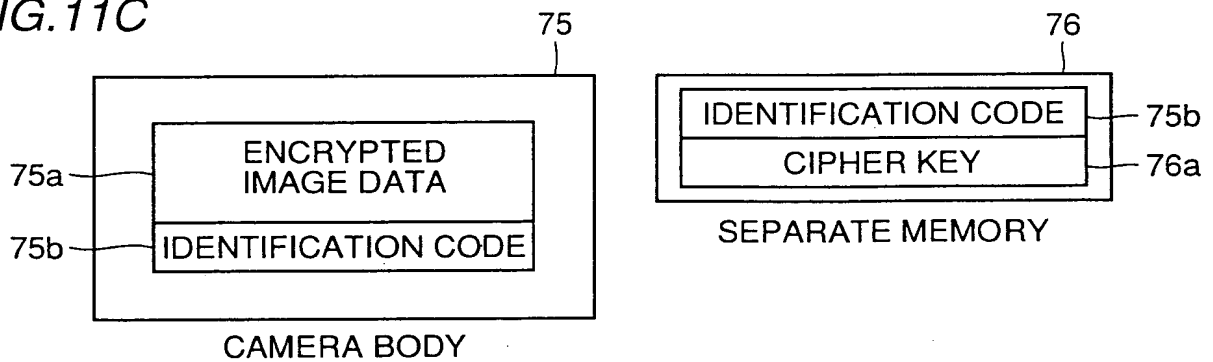 IG.11C
75
76
75a
ENCRYPTED
IMAGE DATA
75b
IDENTIFICATION CODE
CAMERA BODY
IDENTIFICATION CODE
75b
CIPHER KEY
76a
SEPARATE MEMORY